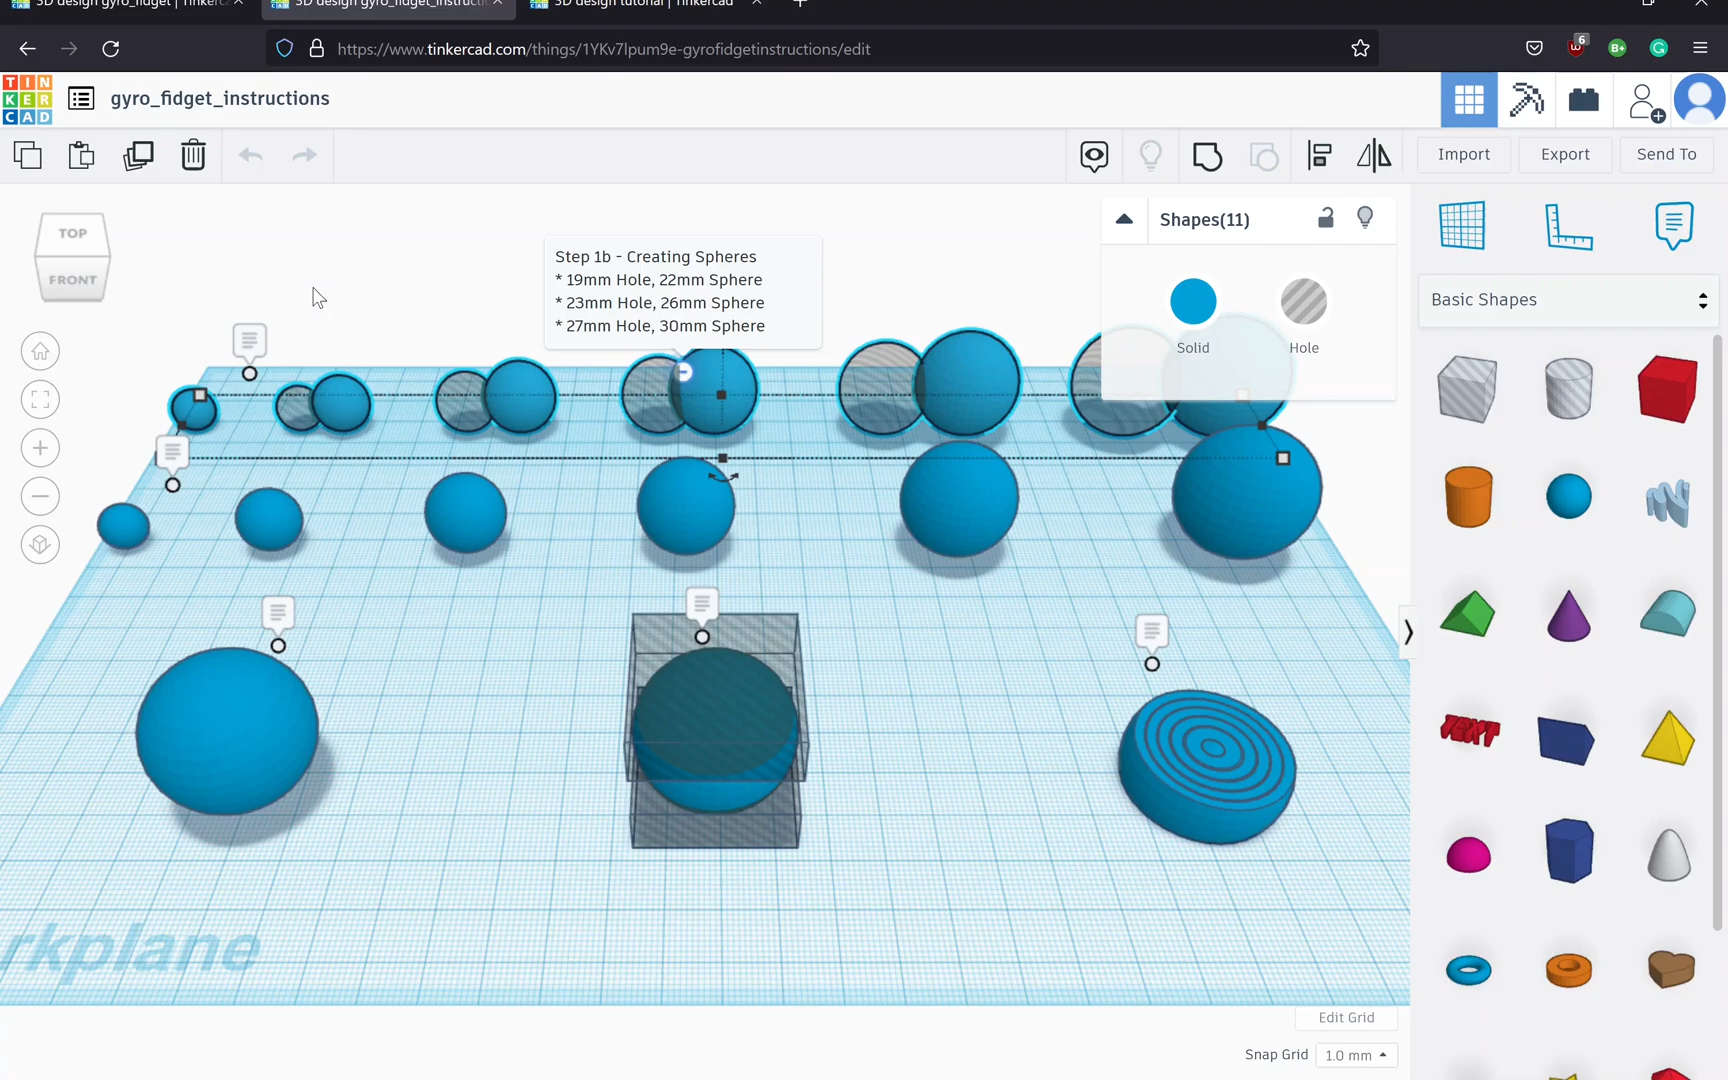 3D design gyro_fidget | Tinkerca
3D design gyro_fidget_instructi
3D design tutorial | Tinkercad
https://www.tinkercad.com/things/1YKv7lpum9e-gyrofidgetinstructions/edit
6
B+
TIN
KER
CAD
gyro_fidget_instructions
Import
Export
Send To
TOP
FRONT
Step 1b - Creating Spheres
* 19mm Hole, 22mm Sphere
* 23mm Hole, 26mm Sphere
* 27mm Hole, 30mm Sphere
Shapes(11)
Solid
Hole
Basic Shapes
TEXT
rkplane
Edit Grid
Snap Grid
1.0 mm